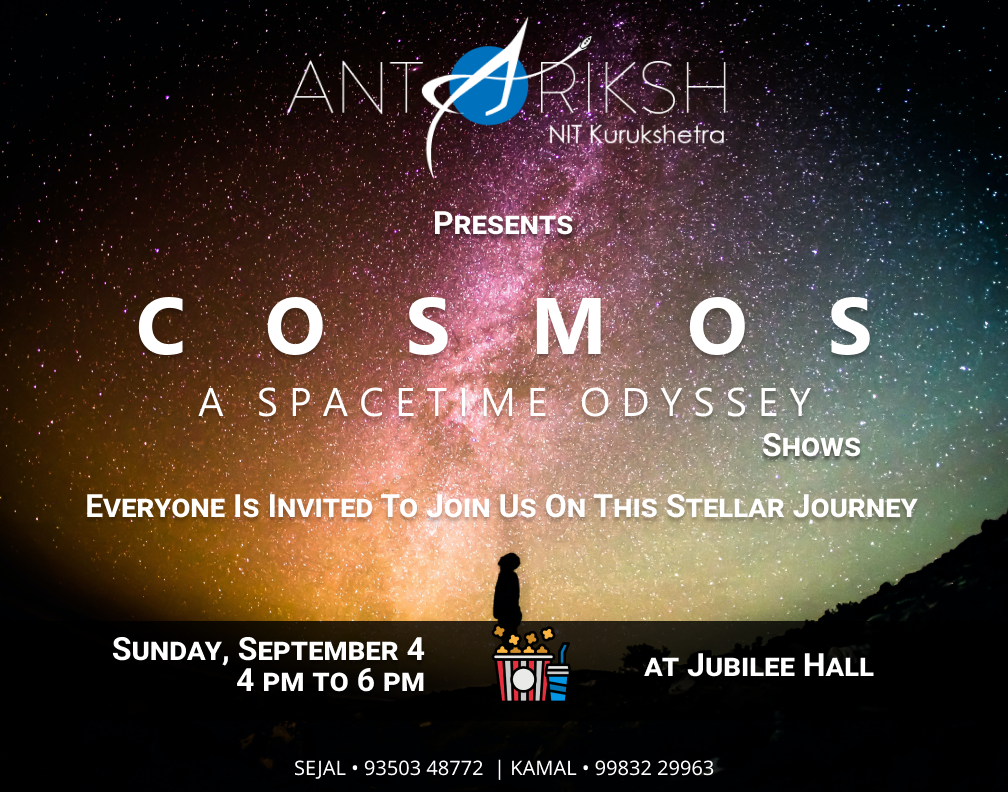 ANTARIKSH
NIT Kurukshetra
Presents
COSMOS
A SPACETIME ODYSSEY
Shows
Everyone Is Invited To Join Us On This Stellar Journey
Sunday, September 4
4 pm to 6 pm
at Jubilee Hall
SEJAL • 93503 48772 | KAMAL • 99832 29963